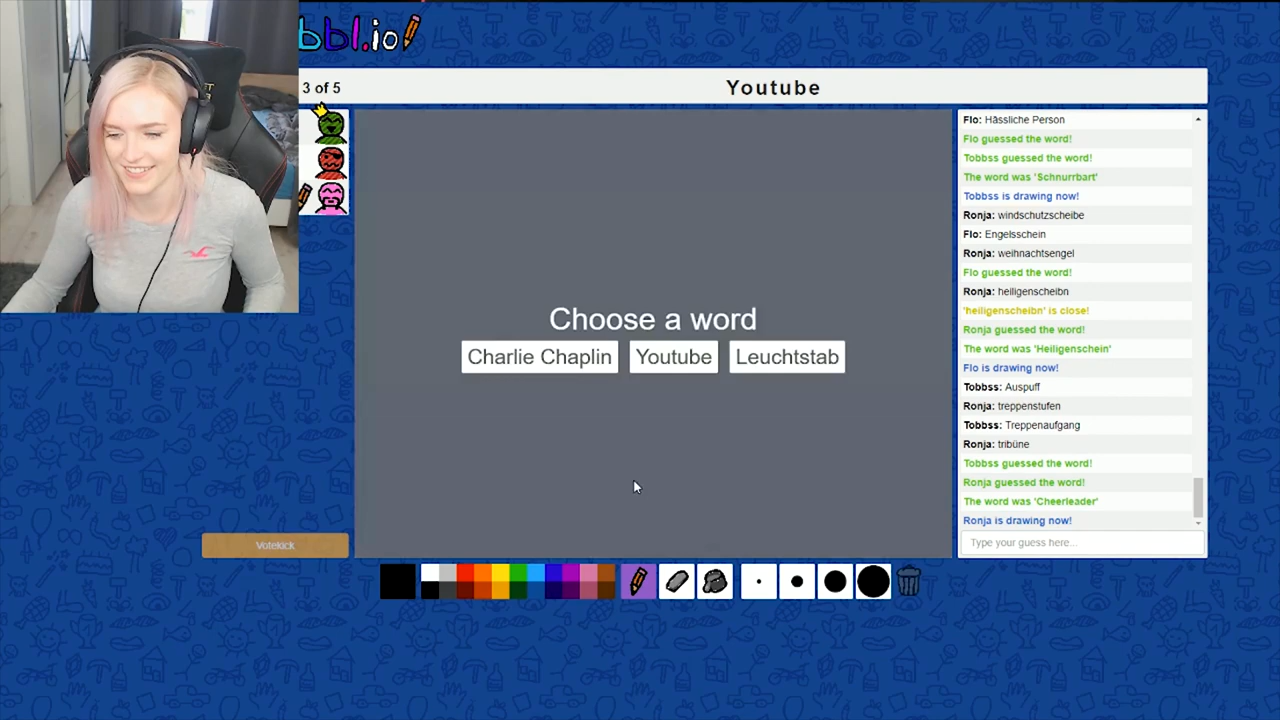 bbl.io
3 of 5
Youtube
Choose a word
Charlie Chaplin
Youtube
Leuchtstab
Flo: Hässliche Person
Flo guessed the word!
Tobbss guessed the word!
The word was 'Schnurrbart'
Tobbss is drawing now!
Ronja: windschutzscheibe
Flo: Engelsschein
Ronja: weihnachtsengel
Flo guessed the word!
Ronja: heiligenscheibn
'heiligenscheibn' is close!
Ronja guessed the word!
The word was 'Heiligenschein'
Flo is drawing now!
Tobbss: Auspuff
Ronja: treppenstufen
Tobbss: Treppenaufgang
Ronja: tribüne
Tobbss guessed the word!
Ronja guessed the word!
The word was 'Cheerleader'
Ronja is drawing now!
Type your guess here...
Votekick